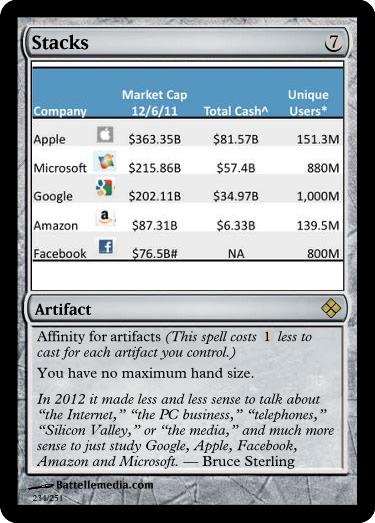 Stacks 7
Market Cap Unique
Company 12/6/11 Total Cash^ Users*
Apple $363.35B $81.57B 151.3M
Microsoft $215.86B $57.4B 880M
Google $202.11B $34.97B 1,000M
Amazon a $87.31B $6.33B 139.5M
Facebook f $76.5B# NA 800M
Artifact
Affinity for artifacts (This spell costs 1 less to
cast for each artifact you control.)
You have no maximum hand size.
In 2012 it made less and less sense to talk about
“the Internet,” “the PC business,” “telephones,”
“Silicon Valley,” or “the media,” and much more
sense to just study Google, Apple, Facebook,
Amazon and Microsoft. — Bruce Sterling
Battellemedia.com
234/251